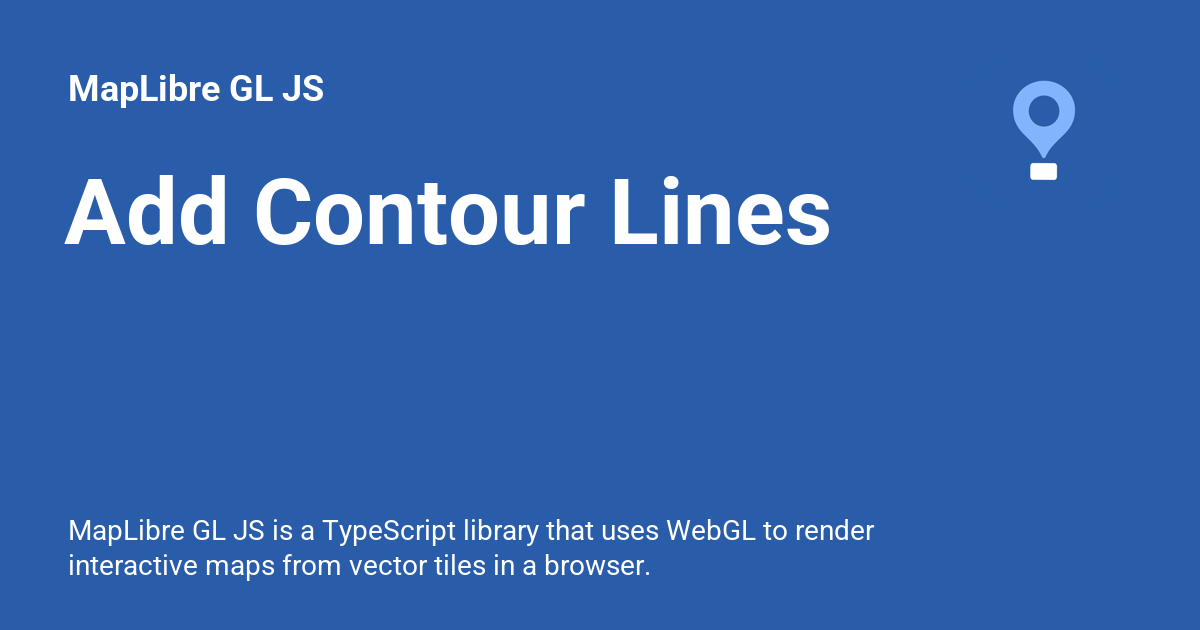 MapLibre GL JS
Add Contour Lines
MapLibre GL JS is a TypeScript library that uses WebGL to render
interactive maps from vector tiles in a browser.